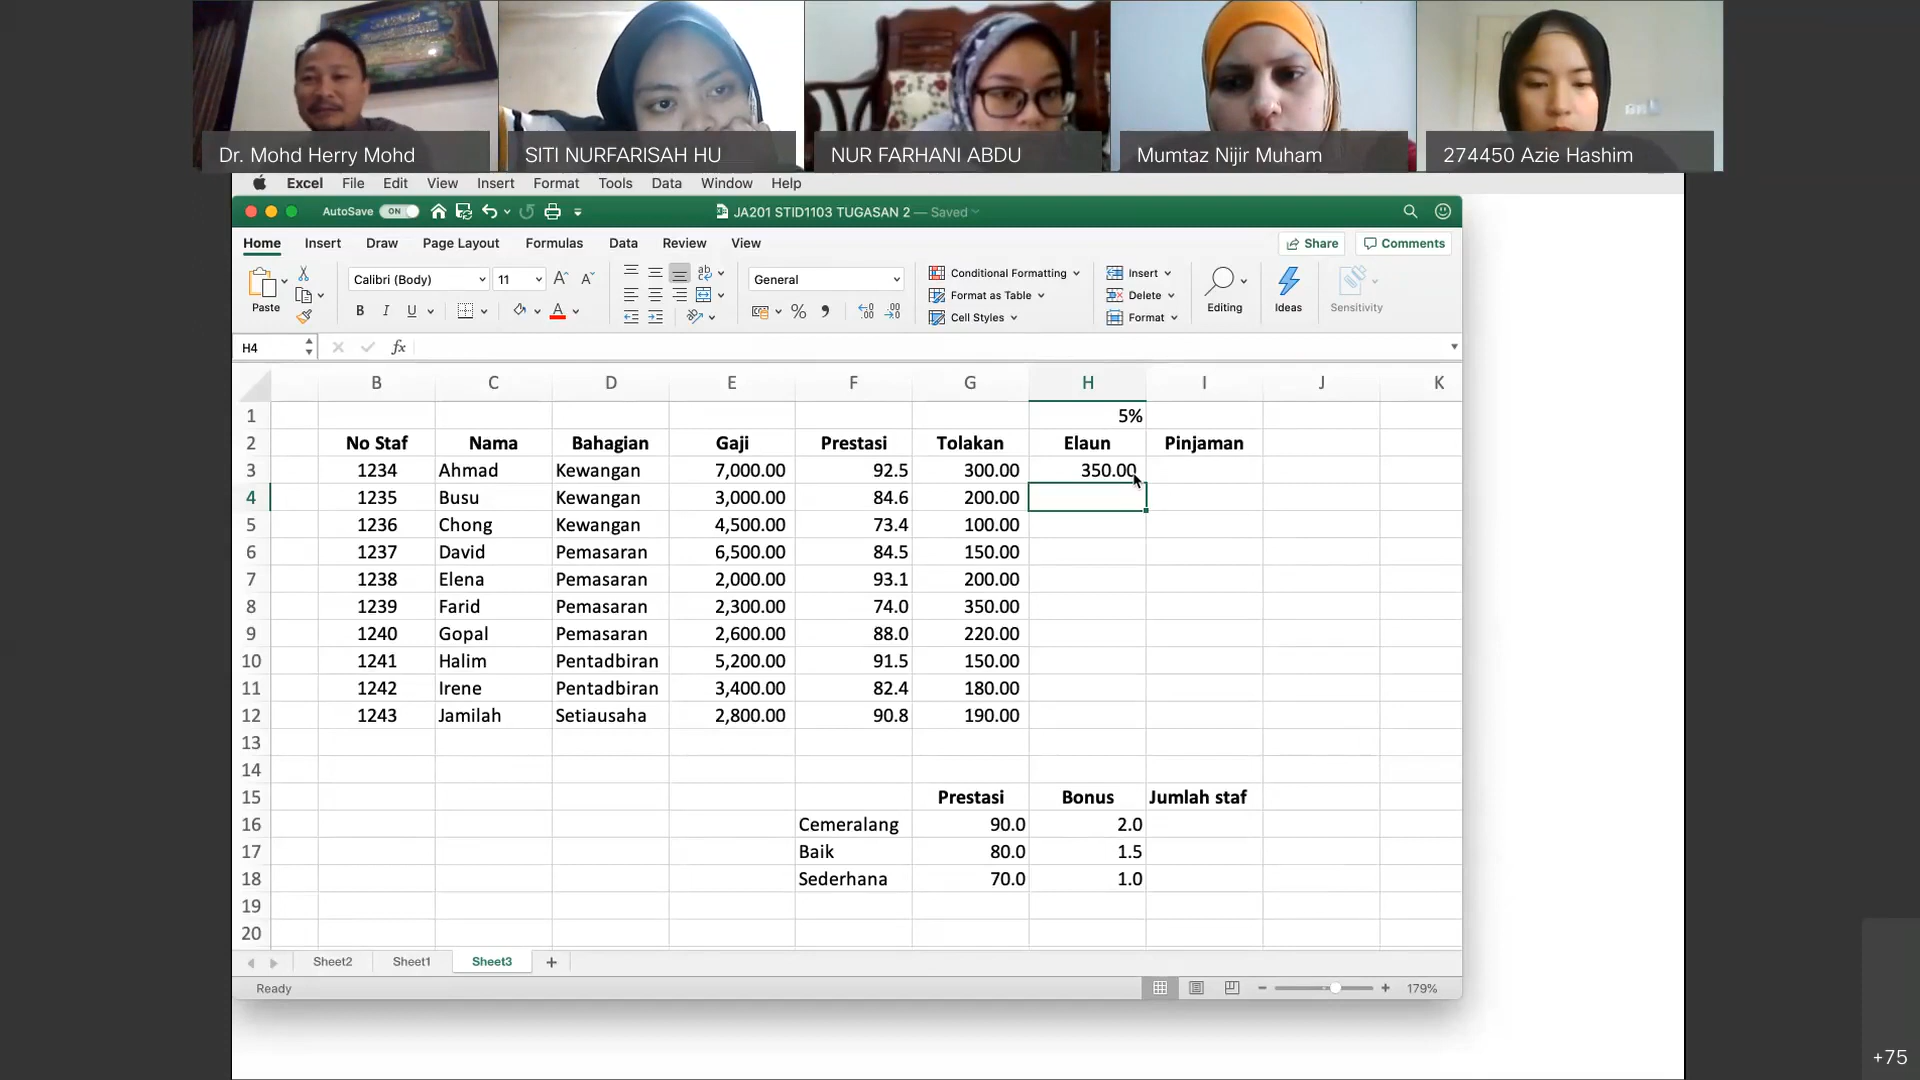 Dr. Mohd Herry Mohd
SITI NURFARISAH HU
NUR FARHANI ABDU
Mumtaz Nijir Muham
274450 Azie Hashim
Excel File Edit View Insert Format Tools Data Window Help
AutoSave ON JA201 STID1103 TUGASAN 2 — Saved
Home Insert Draw Page Layout Formulas Data Review View Share Comments
Paste Calibri (Body) 11 General Conditional Formatting Format as Table Cell Styles Insert Delete Format Editing Ideas Sensitivity
H4 fx
B C D E F G H I J K
1 5%
2 No Staf Nama Bahagian Gaji Prestasi Tolakan Elaun Pinjaman
3 1234 Ahmad Kewangan 7,000.00 92.5 300.00 350.00
4 1235 Busu Kewangan 3,000.00 84.6 200.00
5 1236 Chong Kewangan 4,500.00 73.4 100.00
6 1237 David Pemasaran 6,500.00 84.5 150.00
7 1238 Elena Pemasaran 2,000.00 93.1 200.00
8 1239 Farid Pemasaran 2,300.00 74.0 350.00
9 1240 Gopal Pemasaran 2,600.00 88.0 220.00
10 1241 Halim Pentadbiran 5,200.00 91.5 150.00
11 1242 Irene Pentadbiran 3,400.00 82.4 180.00
12 1243 Jamilah Setiausaha 2,800.00 90.8 190.00
13
14
15 Prestasi Bonus Jumlah staf
16 Cemeralang 90.0 2.0
17 Baik 80.0 1.5
18 Sederhana 70.0 1.0
19
20
Sheet2 Sheet1 Sheet3 +
Ready 179%
+75